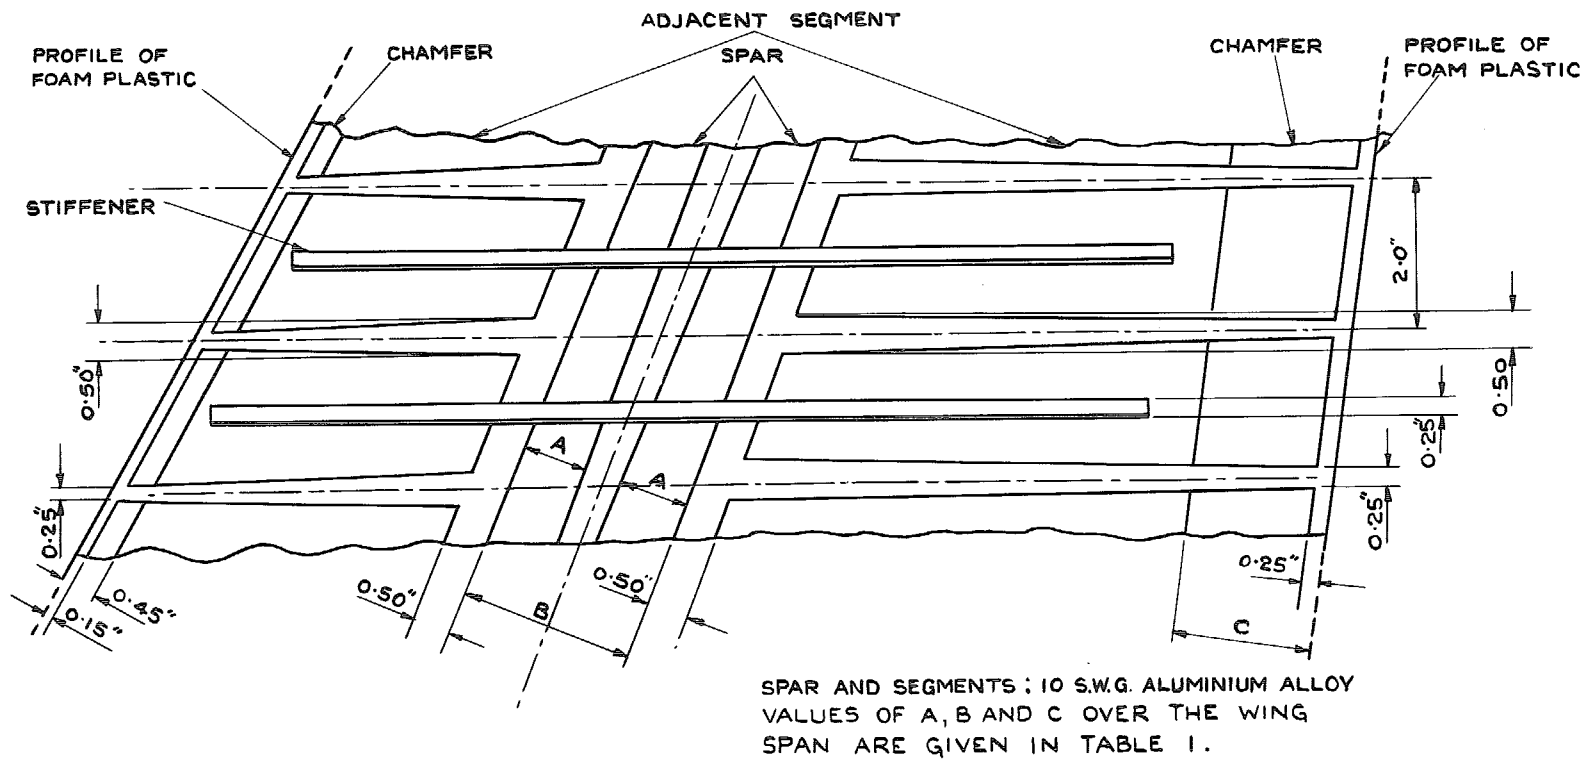 ADJACENT SEGMENT
SPAR
PROFILE OF
FOAM PLASTIC
CHAMFER
CHAMFER
PROFILE OF
FOAM PLASTIC
STIFFENER
2.0"
0.50"
0.50
0.25"
A
A
0.25"
0.25"
0.15"
0.45"
0.50"
B
0.50"
0.25"
C
SPAR AND SEGMENTS : 10 S.W.G. ALUMINIUM ALLOY
VALUES OF A, B AND C OVER THE WING
SPAN ARE GIVEN IN TABLE 1.